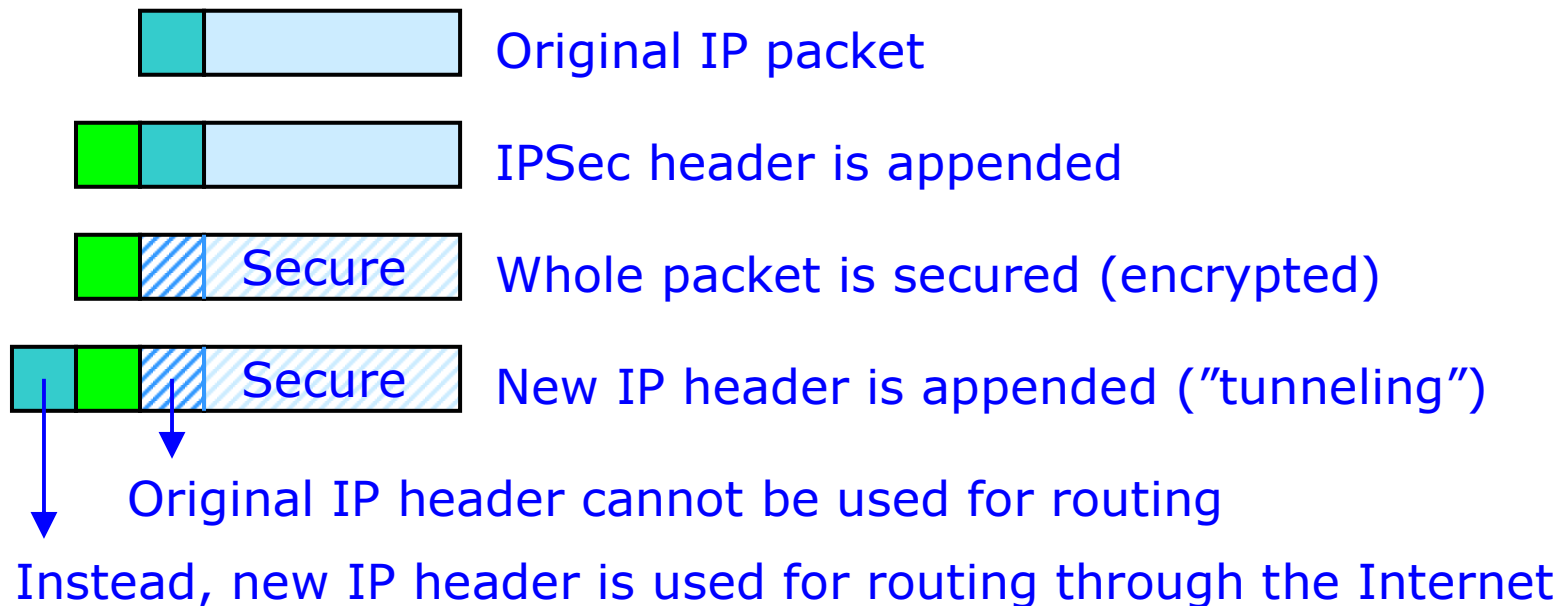 Original IP packet
IPSec header is appended
Secure
Whole packet is secured (encrypted)
Secure
New IP header is appended (”tunneling”)
Original IP header cannot be used for routing
Instead, new IP header is used for routing through the Internet